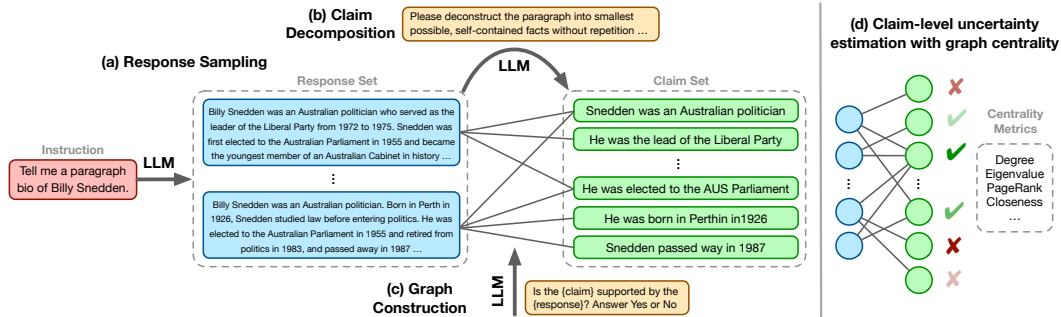 (b) Claim
Decomposition
Please deconstruct the paragraph into smallest
possible, self-contained facts without repetition ...
(a) Response Sampling
LLM
Response Set
Claim Set
Instruction
Tell me a paragraph
bio of Billy Snedden.
LLM
Billy Snedden was an Australian politician who served as the
leader of the Liberal Party from 1972 to 1975. Snedden was
first elected to the Australian Parliament in 1955 and became
the youngest member of an Australian Cabinet in history ...
...
Billy Snedden was an Australian politician. Born in Perth in
1926, Snedden studied law before entering politics. He was
elected to the Australian Parliament in 1955 and retired from
politics in 1983, and passed away in 1987 ...
Snedden was an Australian politician
He was the lead of the Liberal Party
...
He was elected to the AUS Parliament
He was born in Perthin in1926
Snedden passed way in 1987
(c) Graph
Construction
LLM
Is the {claim} supported by the
{response}? Answer Yes or No
(d) Claim-level uncertainty
estimation with graph centrality
...
...
Centrality
Metrics
Degree
Eigenvalue
PageRank
Closeness
...